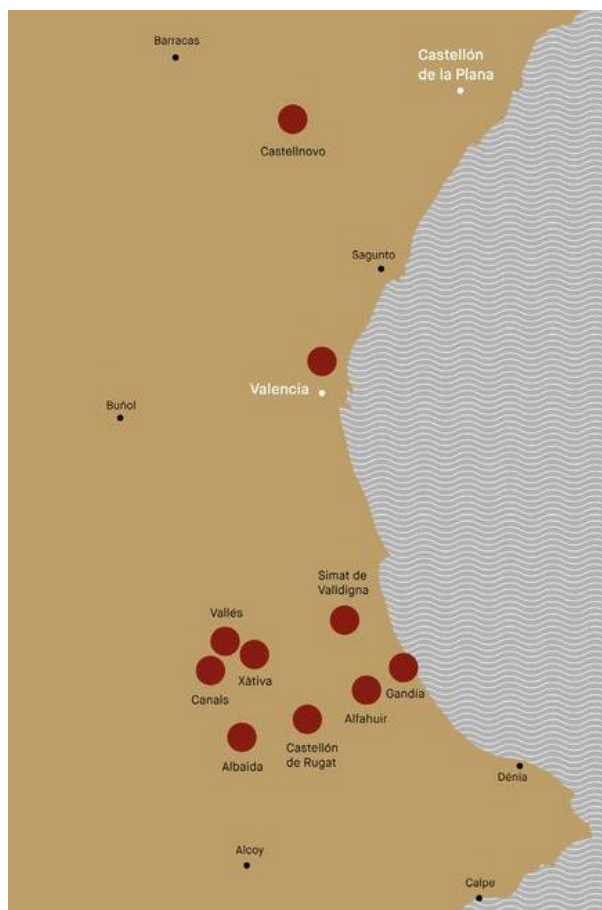 Barracas
Castellón
de la Plana
Castellnovo
Sagunto
Valencia
Buñol
Simat de
Valldigna
Vallés
Xàtiva
Canals
Gandía
Alfahuir
Castellón
de Rugat
Albaida
Dénia
Alcoy
Calpe